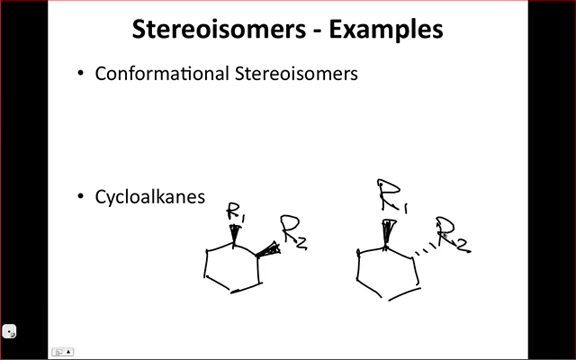 Stereoisomers - Examples
• Conformational Stereoisomers
• Cycloalkanes
R1
R2
R1
R2